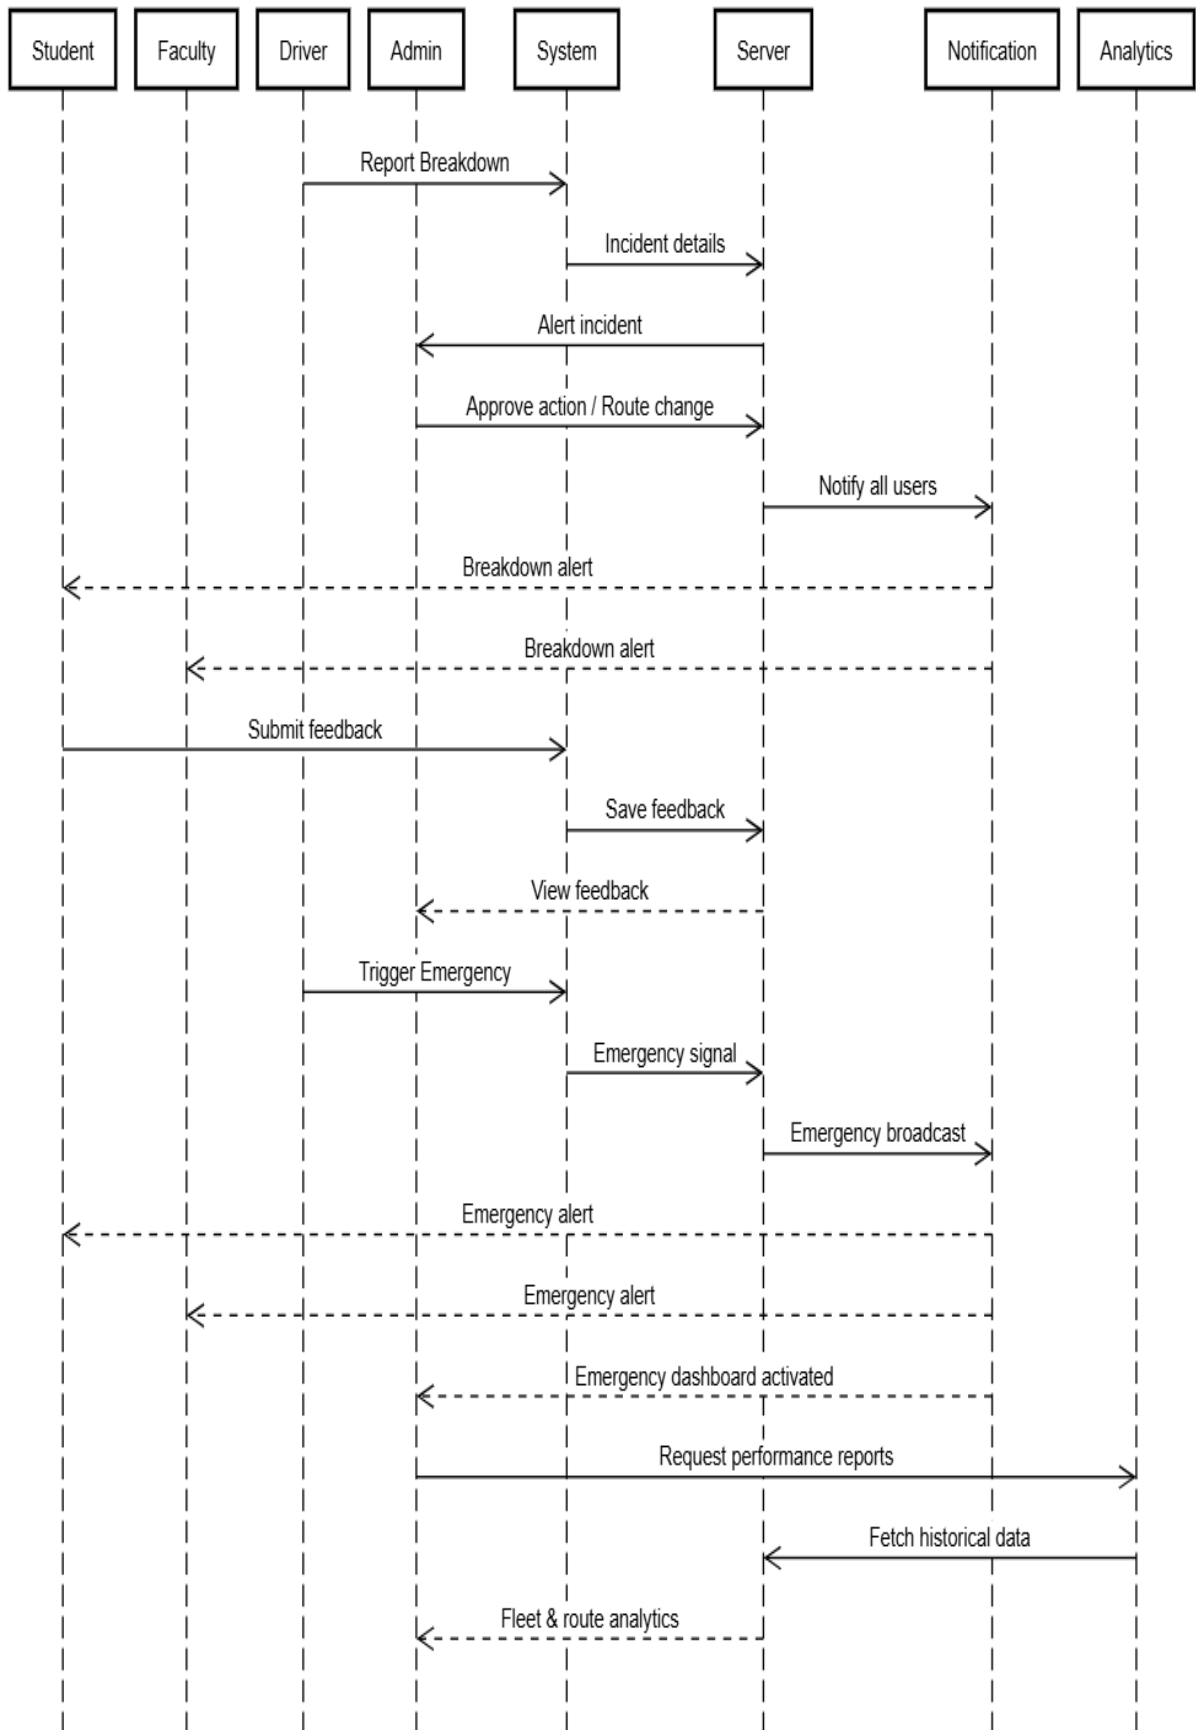 Student
Faculty
Driver
Admin
System
Server
Notification
Analytics
Report Breakdown
Incident details
Alert incident
Approve action / Route change
Notify all users
Breakdown alert
Breakdown alert
Submit feedback
Save feedback
View feedback
Trigger Emergency
Emergency signal
Emergency broadcast
Emergency alert
Emergency alert
Emergency dashboard activated
Request performance reports
Fetch historical data
Fleet & route analytics